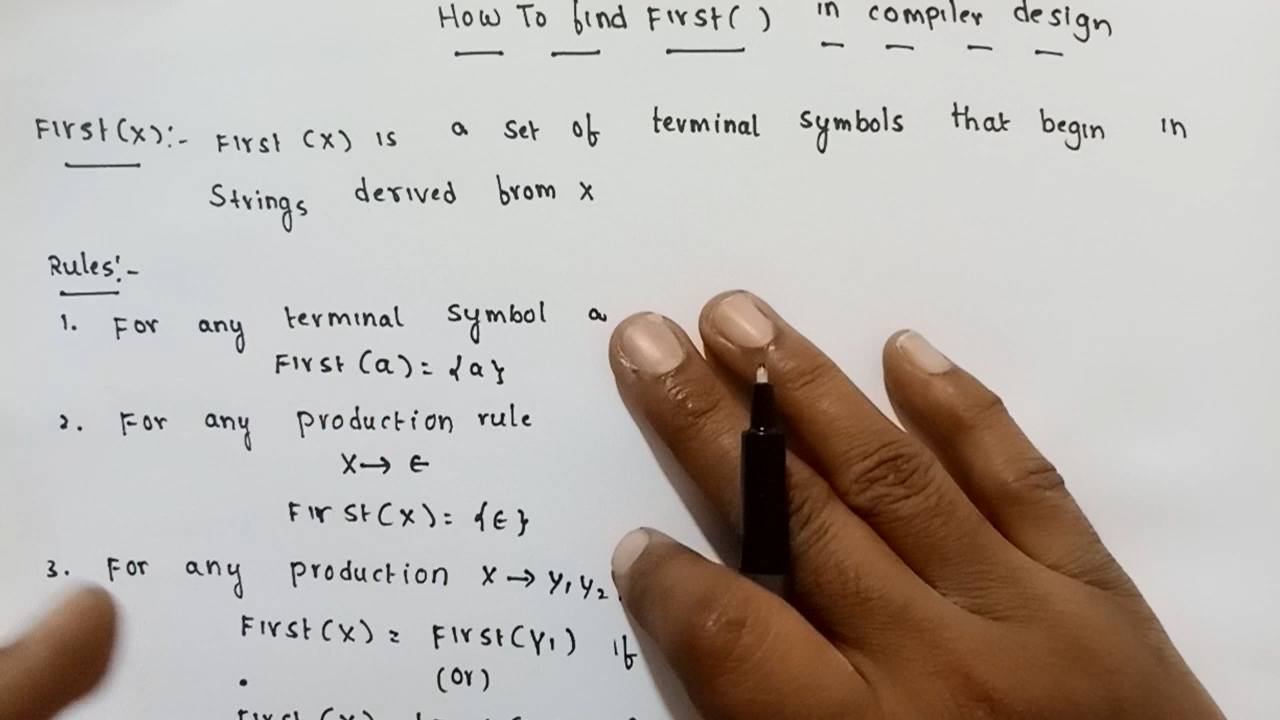 How To find First( ) in compiler design
First(x):- First (x) is a set of terminal symbols that begin in
Strings derived from x
Rules:-
1. For any terminal symbol a
First (a) = {a}
2. For any production rule
X → ∈
First(x) = {∈}
3. For any production X → Y1 Y2
First(x) = First(Y1) if
(or)